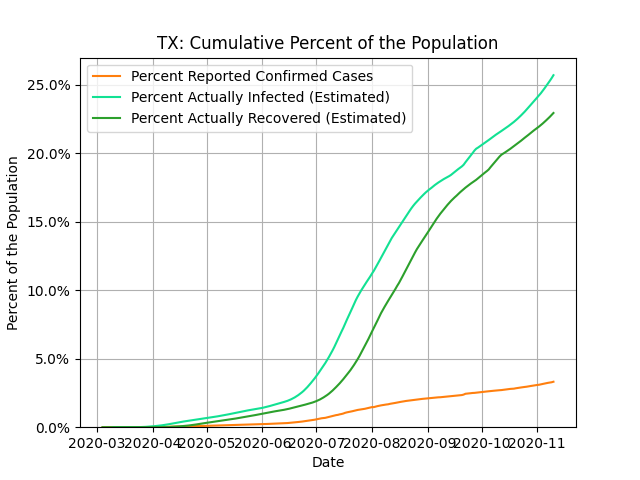 TX: Cumulative Percent of the Population
Percent Reported Confirmed Cases
Percent Actually Infected (Estimated)
Percent Actually Recovered (Estimated)
Percent of the Population
25.0%
20.0%
15.0%
10.0%
5.0%
0.0%
2020-03 2020-04 2020-05 2020-06 2020-07 2020-08 2020-09 2020-10 2020-11
Date